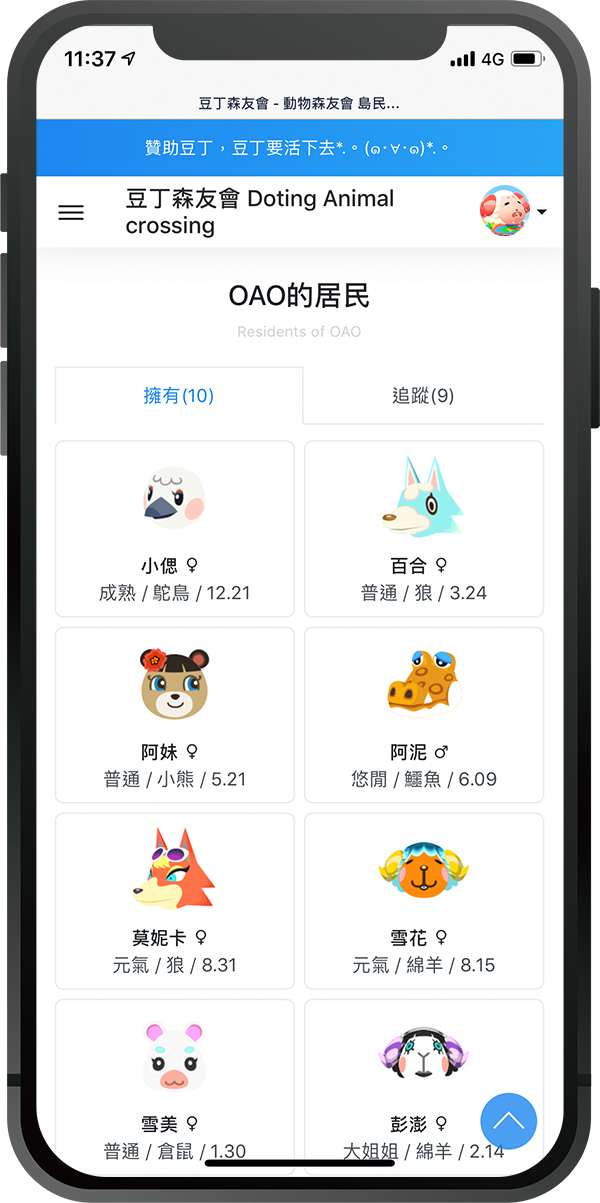 11:37 4G
豆丁森友會 - 動物森友會 島民...
贊助豆丁，豆丁要活下去*.。(๑･∀･๑)*.。
豆丁森友會 Doting Animal
crossing
OAO的居民
Residents of OAO
擁有(10) 追蹤(9)
小偲 ♀ 百合 ♀
成熟 / 鴕鳥 / 12.21 普通 / 狼 / 3.24
阿妹 ♀ 阿泥 ♂
普通 / 小熊 / 5.21 悠閒 / 鱷魚 / 6.09
莫妮卡 ♀ 雪花 ♀
元氣 / 狼 / 8.31 元氣 / 綿羊 / 8.15
雪美 ♀ 彭澎 ♀
普通 / 倉鼠 / 1.30 大姐姐 / 綿羊 / 2.14